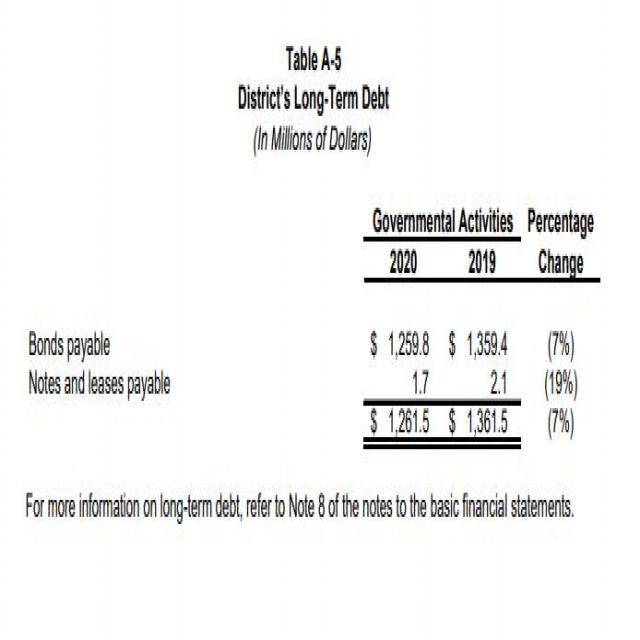 Table A-5
District's Long-Term Debt
(In Millions of Dollars)
Governmental Activities Percentage
2020 2019 Change
Bonds payable $ 1,259.8 $ 1,359.4 (7%)
Notes and leases payable 1.7 2.1 (19%)
$ 1,261.5 $ 1,361.5 (7%)
For more information on long-term debt, refer to Note 8 of the notes to the basic financial statements.